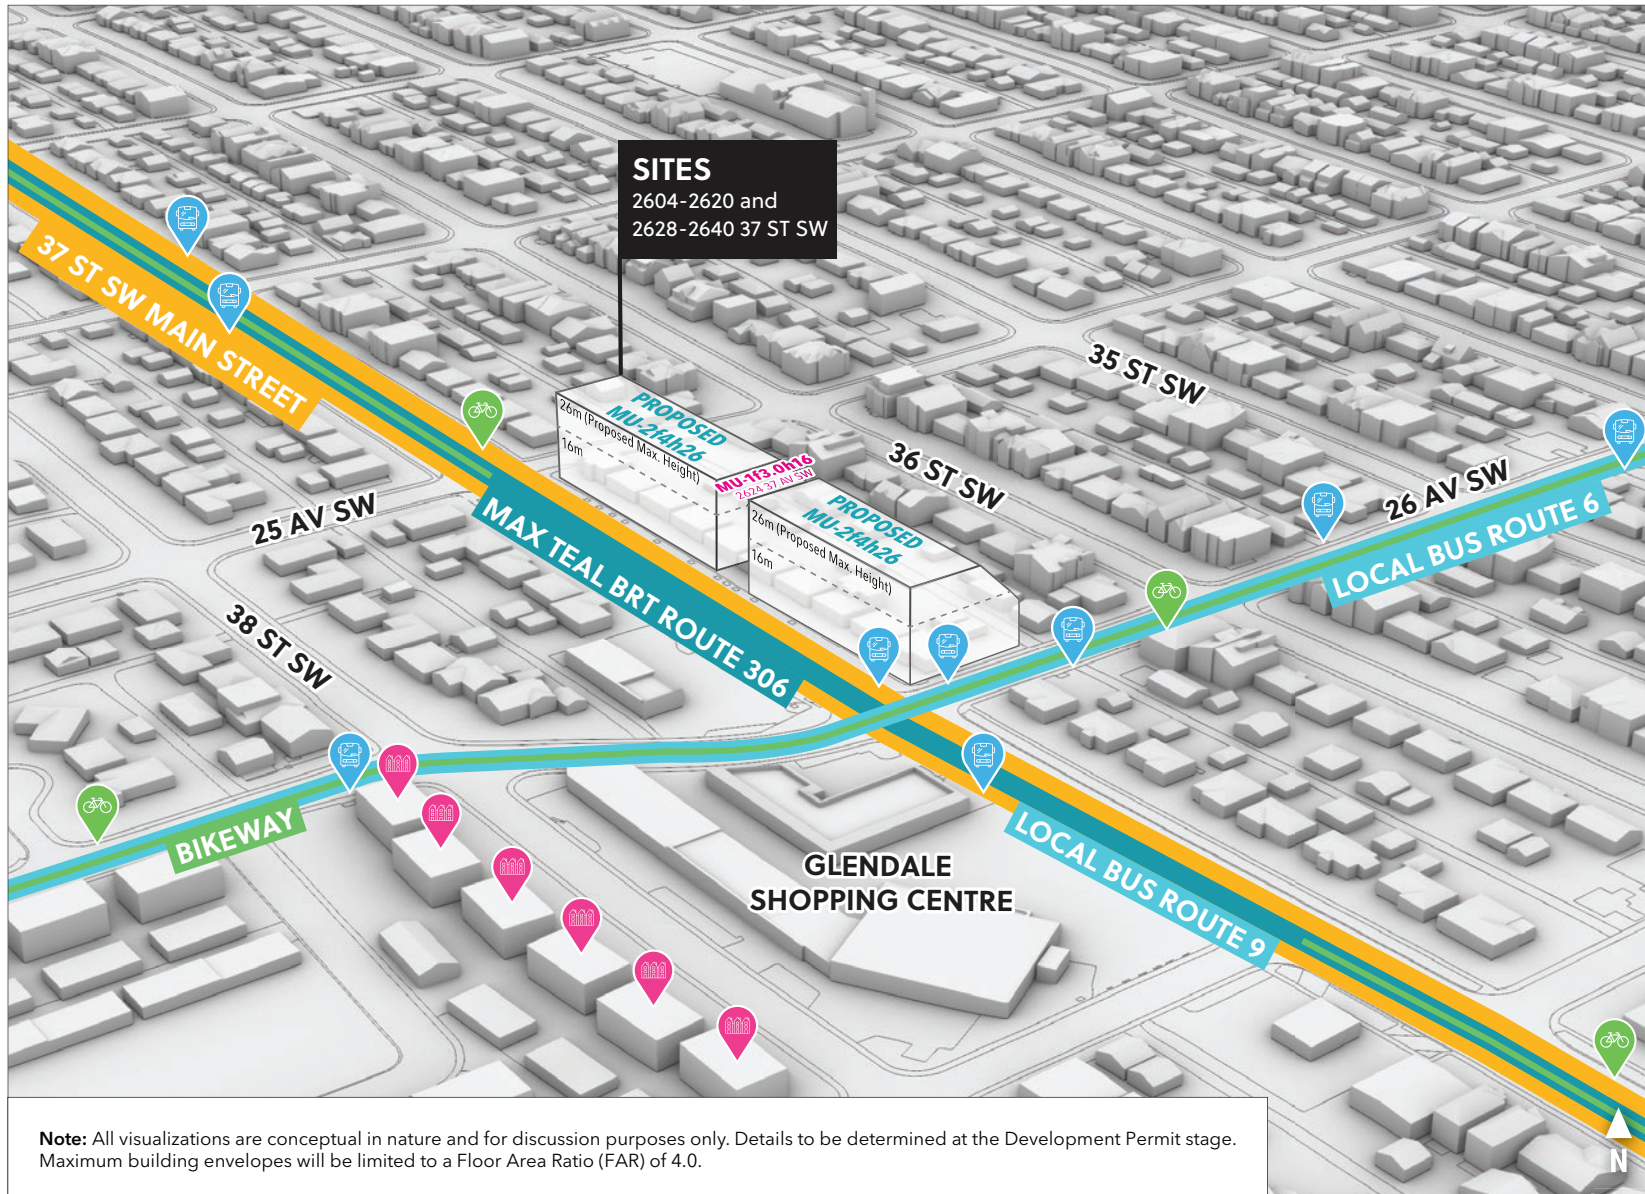 SITES
2604-2620 and
2628-2640 37 ST SW
37 ST SW MAIN STREET
35 ST SW
PROPOSED
MU-2f4h26
26m (Proposed Max. Height)
16m
MU-1f3.0h16
2624 37 AV SW
36 ST SW
26 AV SW
LOCAL BUS ROUTE 6
25 AV SW
MAX TEAL BRT ROUTE 306
PROPOSED
MU-2f4h26
26m (Proposed Max. Height)
16m
38 ST SW
BIKEWAY
GLENDALE
SHOPPING CENTRE
LOCAL BUS ROUTE 9
N
Note: All visualizations are conceptual in nature and for discussion purposes only. Details to be determined at the Development Permit stage.
Maximum building envelopes will be limited to a Floor Area Ratio (FAR) of 4.0.